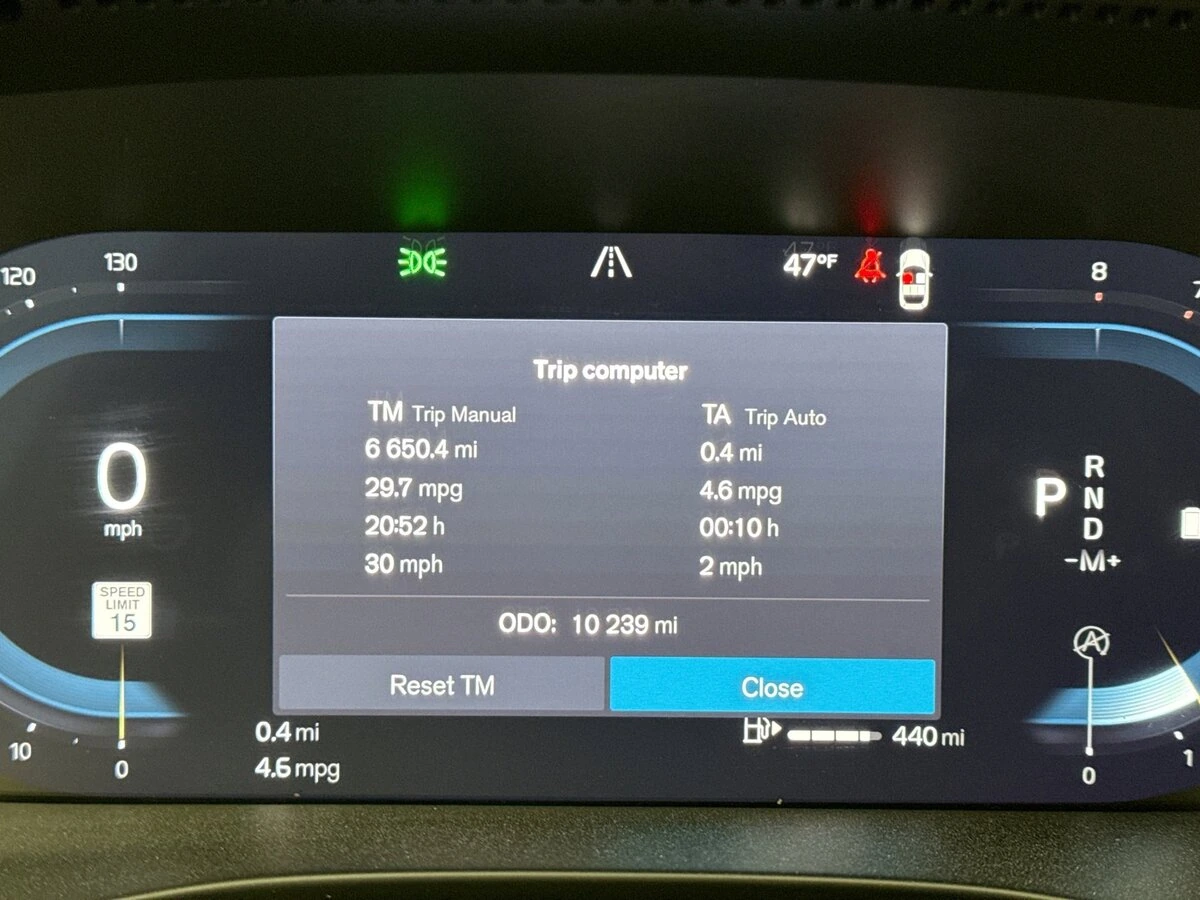 120
130
47°F
8
Trip computer
TM Trip Manual
TA Trip Auto
6 650.4 mi
0.4 mi
29.7 mpg
4.6 mpg
20:52 h
00:10 h
30 mph
2 mph
ODO: 10 239 mi
Reset TM
Close
0
mph
SPEED
LIMIT
15
P
R
N
D
-M+
A
0.4 mi
4.6 mpg
440 mi
10
0
0
1